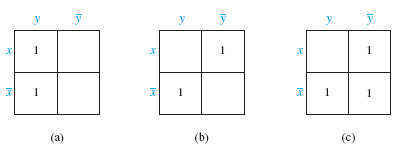 y ȳ y ȳ y ȳ
x 1 x 1 x 1
x̄ 1 x̄ 1 x̄ 1 1
(a) (b) (c)